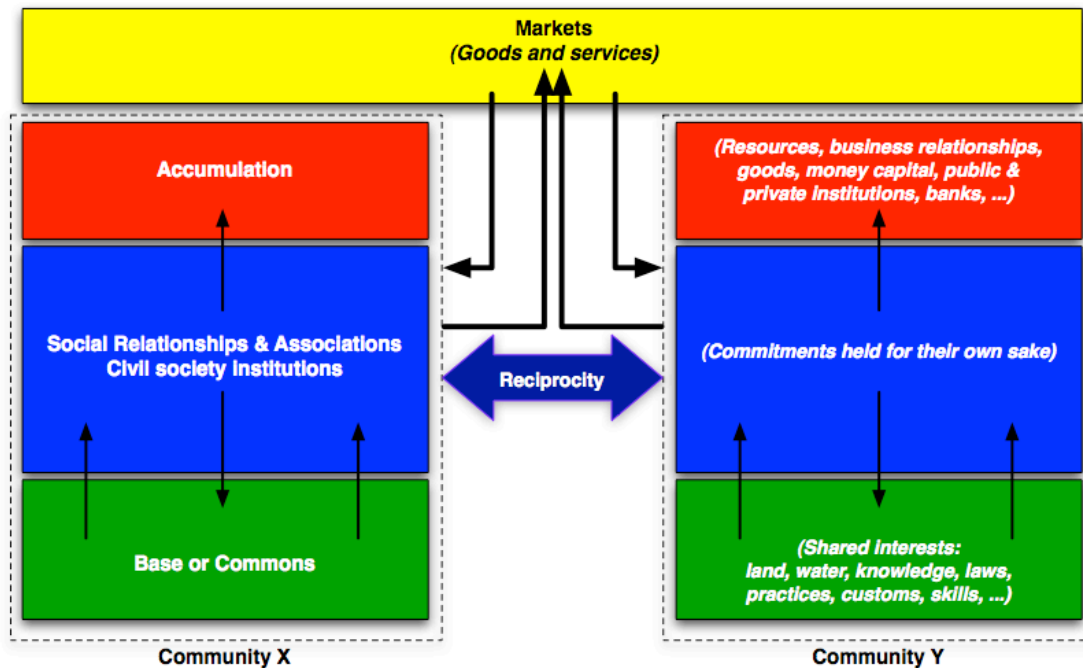 Markets
(Goods and services)
Accumulation
(Resources, business relationships,
goods, money capital, public &
private institutions, banks, ...)
Social Relationships & Associations
Civil society institutions
Reciprocity
(Commitments held for their own sake)
Base or Commons
(Shared interests:
land, water, knowledge, laws,
practices, customs, skills, ...)
Community X
Community Y